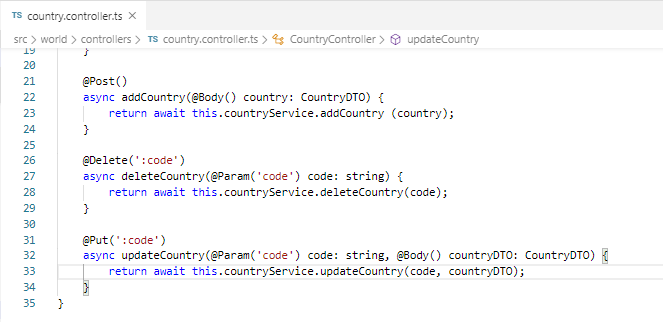 TS country.controller.ts ×
src > world > controllers > TS country.controller.ts > CountryController > updateCountry
19 }
20
21 @Post()
22 async addCountry(@Body() country: CountryDTO) {
23 return await this.countryService.addCountry (country);
24 }
25
26 @Delete(':code')
27 async deleteCountry(@Param('code') code: string) {
28 return await this.countryService.deleteCountry(code);
29 }
30
31 @Put(':code')
32 async updateCountry(@Param('code') code: string, @Body() countryDTO: CountryDTO) {
33 return await this.countryService.updateCountry(code, countryDTO);
34 }
35 }